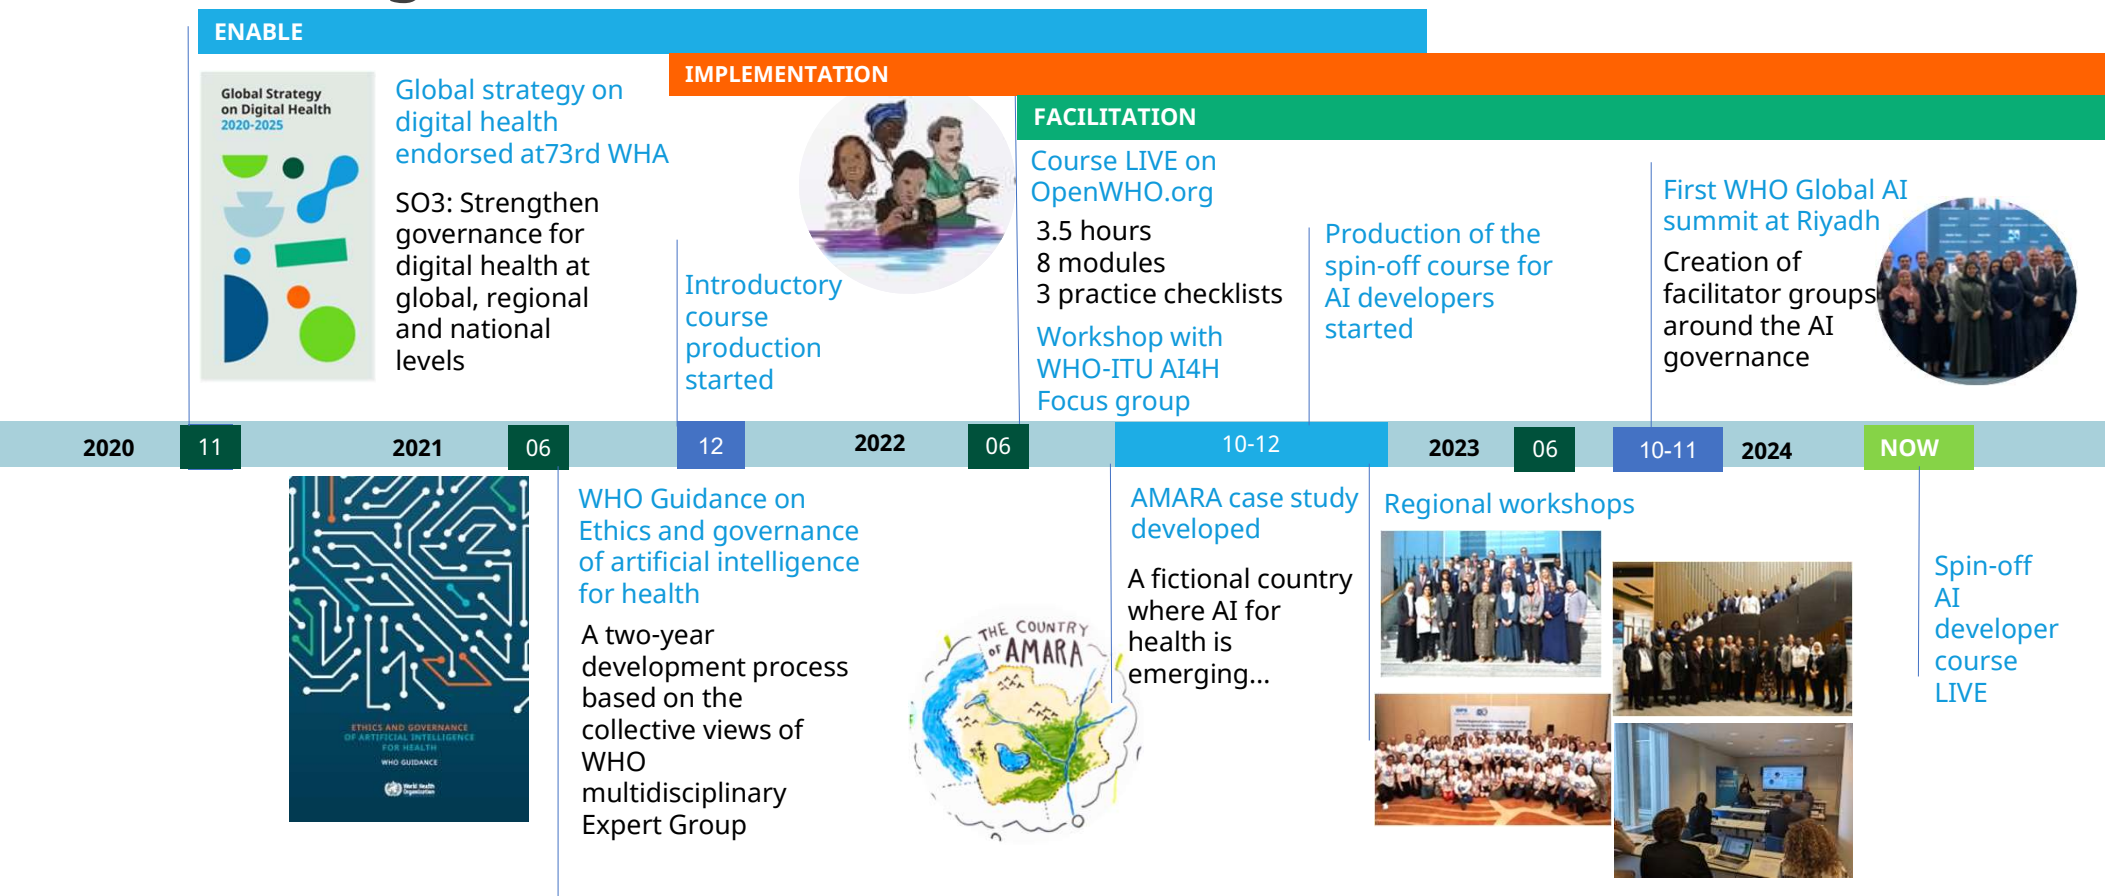 ENABLE
IMPLEMENTATION
FACILITATION
Global Strategy
on Digital Health
2020-2025
Global strategy on
digital health
endorsed at73rd WHA
SO3: Strengthen
governance for
digital health at
global, regional
and national
levels
Introductory
course
production
started
Course LIVE on
OpenWHO.org
3.5 hours
8 modules
3 practice checklists
Workshop with
WHO-ITU AI4H
Focus group
Production of the
spin-off course for
AI developers
started
First WHO Global AI
summit at Riyadh
Creation of
facilitator groups
around the AI
governance
2020
11
2021
06
12
2022
06
10-12
2023
06
10-11
2024
NOW
ETHICS AND GOVERNANCE
OF ARTIFICIAL INTELLIGENCE
FOR HEALTH
WHO GUIDANCE
World Health
Organization
WHO Guidance on
Ethics and governance
of artificial intelligence
for health
A two-year
development process
based on the
collective views of
WHO
multidisciplinary
Expert Group
THE COUNTRY
OF AMARA
AMARA case study
developed
A fictional country
where AI for
health is
emerging...
Regional workshops
Spin-off
AI
developer
course
LIVE